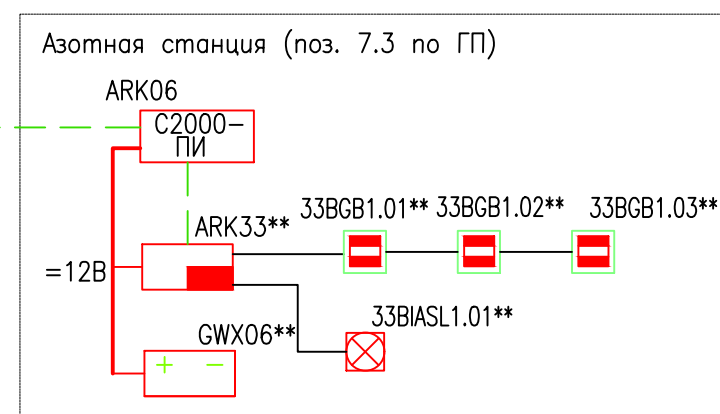 Азотная станция (поз. 7.3 по ГП)
ARK06
С2000-
ПИ
ARK33**
33BGB1.01**
33BGB1.02**
33BGB1.03**
=12В
33BIASL1.01**
GWX06**
+ -